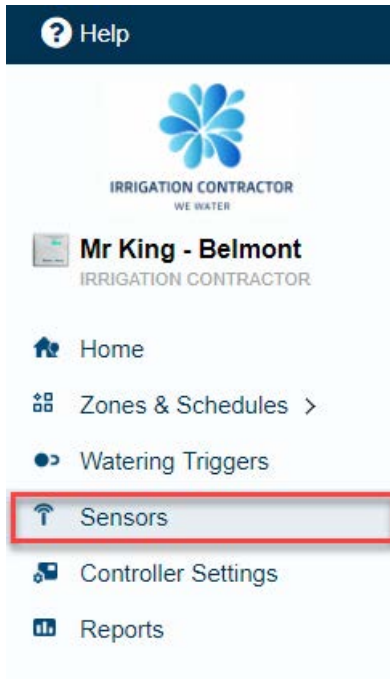 Help
IRRIGATION CONTRACTOR
WE WATER
Mr King - Belmont
IRRIGATION CONTRACTOR
Home
Zones & Schedules >
Watering Triggers
Sensors
Controller Settings
Reports